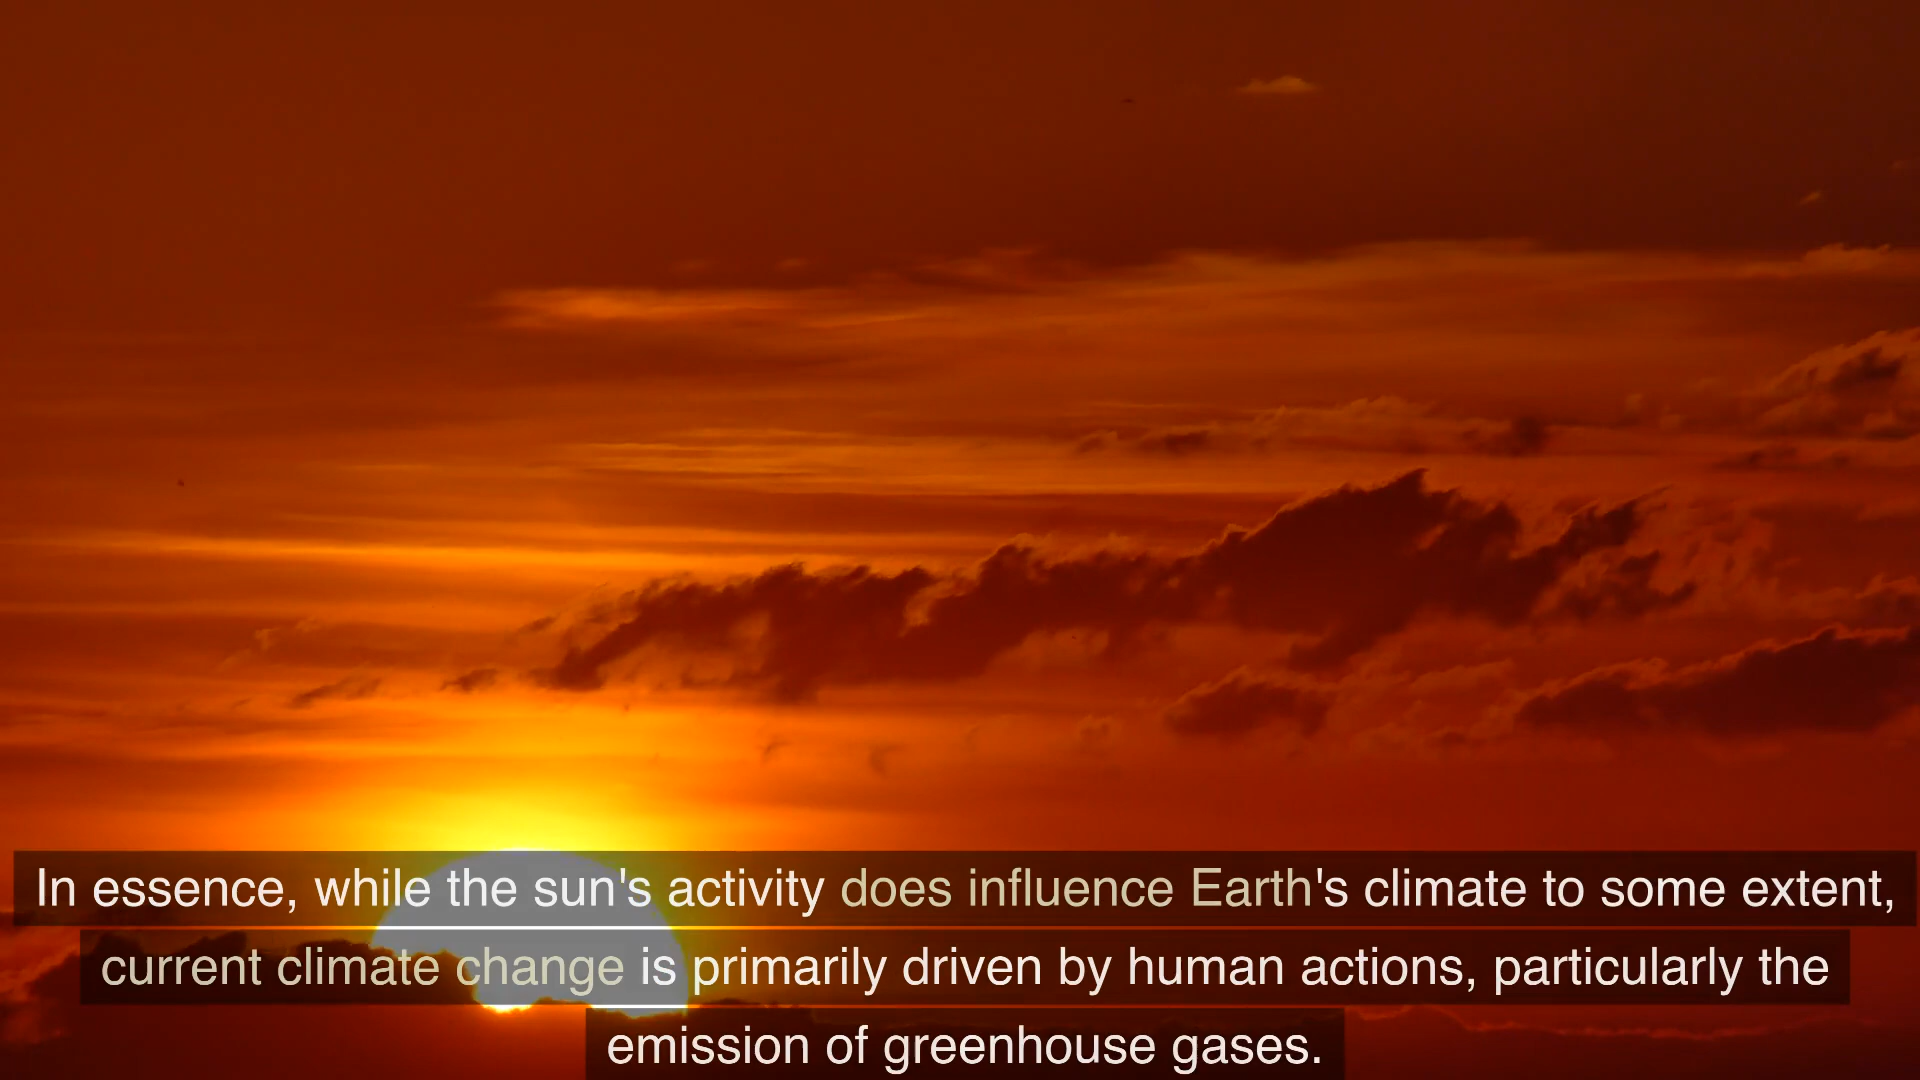 In essence, while the sun's activity does influence Earth's climate to some extent,
current climate change is primarily driven by human actions, particularly the
emission of greenhouse gases.